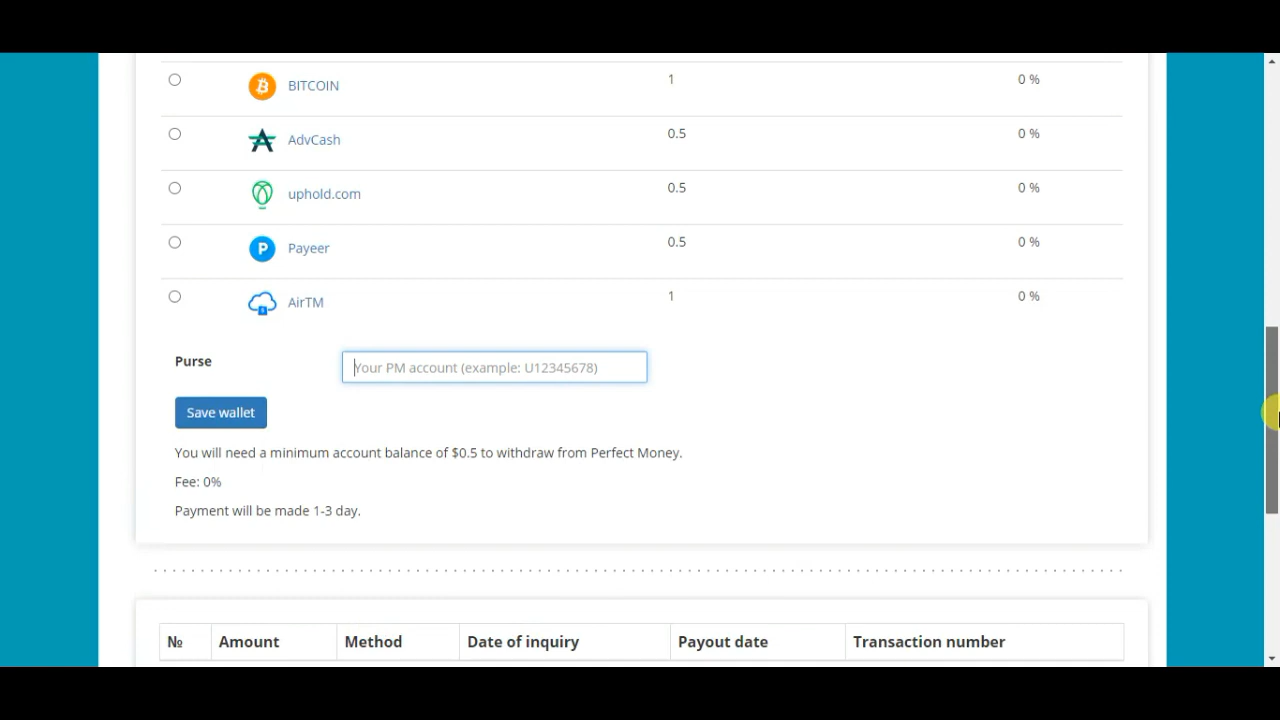 BITCOIN 1 0 %
AdvCash 0.5 0 %
uphold.com 0.5 0 %
P Payeer 0.5 0 %
AirTM 1 0 %
Purse Your PM account (example: U12345678)
Save wallet
You will need a minimum account balance of $0.5 to withdraw from Perfect Money.
Fee: 0%
Payment will be made 1-3 day.
№ Amount Method Date of inquiry Payout date Transaction number